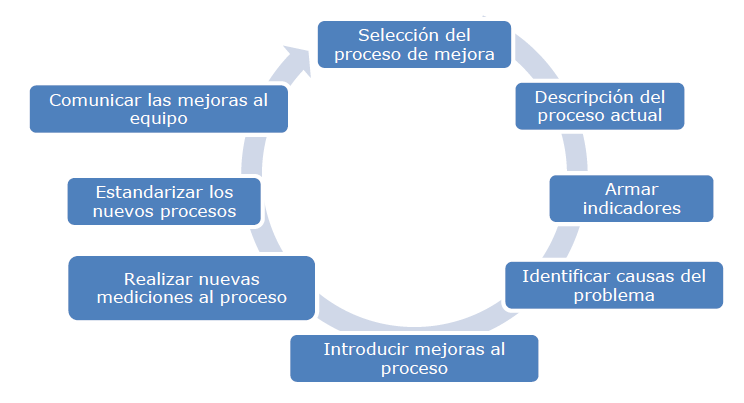 Selección del
proceso de mejora
Descripción del
proceso actual
Armar
indicadores
Identificar causas del
problema
Introducir mejoras al
proceso
Realizar nuevas
mediciones al proceso
Estandarizar los
nuevos procesos
Comunicar las mejoras al
equipo